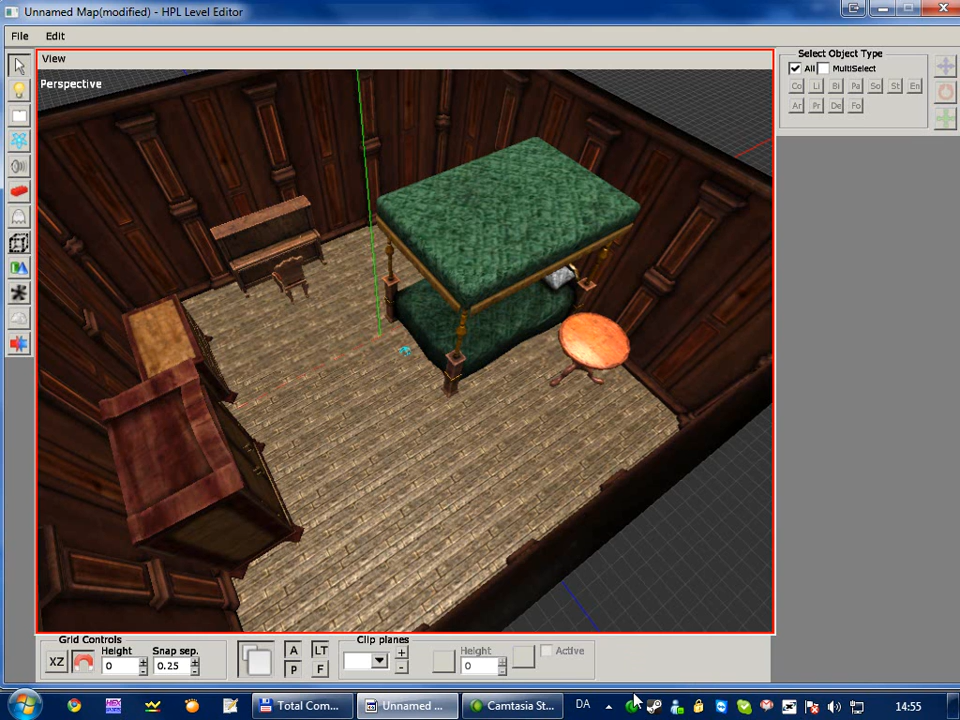 Unnamed Map(modified) - HPL Level Editor
File Edit
View
Perspective
Select Object Type
All MultiSelect
Co Li Bi Pa So St En
Ar Pr De Fo
Grid Controls
Height Snap sep.
XZ 0 0.25
A LT
P F
Clip planes
+
-
0
Active
Total Com...
Unnamed ...
Camtasia St...
DA
14:55